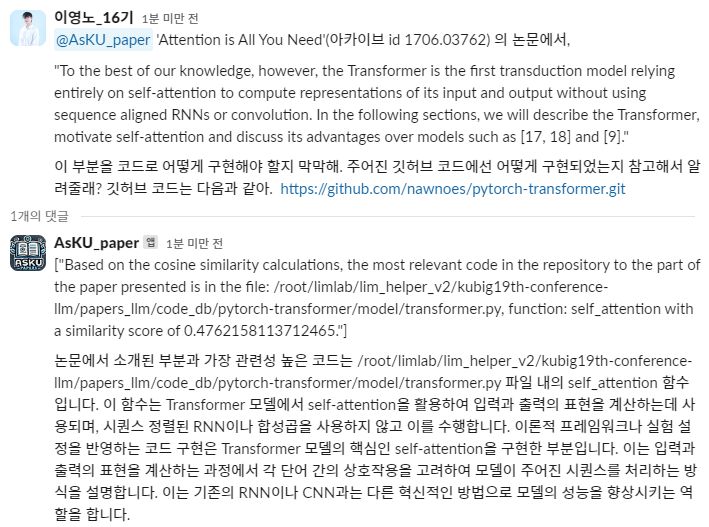 이영노_16기 1분 미만 전
@AsKU_paper 'Attention is All You Need'(아카이브 id 1706.03762) 의 논문에서,
"To the best of our knowledge, however, the Transformer is the first transduction model relying
entirely on self-attention to compute representations of its input and output without using
sequence aligned RNNs or convolution. In the following sections, we will describe the Transformer,
motivate self-attention and discuss its advantages over models such as [17, 18] and [9]."
이 부분을 코드로 어떻게 구현해야 할지 막막해. 주어진 깃허브 코드에선 어떻게 구현되었는지 참고해서 알
려줄래? 깃허브 코드는 다음과 같아. https://github.com/nawnoes/pytorch-transformer.git
1개의 댓글
ASKU
AsKU_paper 앱 1분 미만 전
["Based on the cosine similarity calculations, the most relevant code in the repository to the part of
the paper presented is in the file: /root/limlab/lim_helper_v2/kubig19th-conference-
llm/papers_llm/code_db/pytorch-transformer/model/transformer.py, function: self_attention with
a similarity score of 0.4762158113712465."]
논문에서 소개된 부분과 가장 관련성 높은 코드는 /root/limlab/lim_helper_v2/kubig19th-conference-
llm/papers_llm/code_db/pytorch-transformer/model/transformer.py 파일 내의 self_attention 함수
입니다. 이 함수는 Transformer 모델에서 self-attention을 활용하여 입력과 출력의 표현을 계산하는데 사
용되며, 시퀀스 정렬된 RNN이나 합성곱을 사용하지 않고 이를 수행합니다. 이론적 프레임워크나 실험 설
정을 반영하는 코드 구현은 Transformer 모델의 핵심인 self-attention을 구현한 부분입니다. 이는 입력과
출력의 표현을 계산하는 과정에서 각 단어 간의 상호작용을 고려하여 모델이 주어진 시퀀스를 처리하는 방
식을 설명합니다. 이는 기존의 RNN이나 CNN과는 다른 혁신적인 방법으로 모델의 성능을 향상시키는 역
할을 합니다.